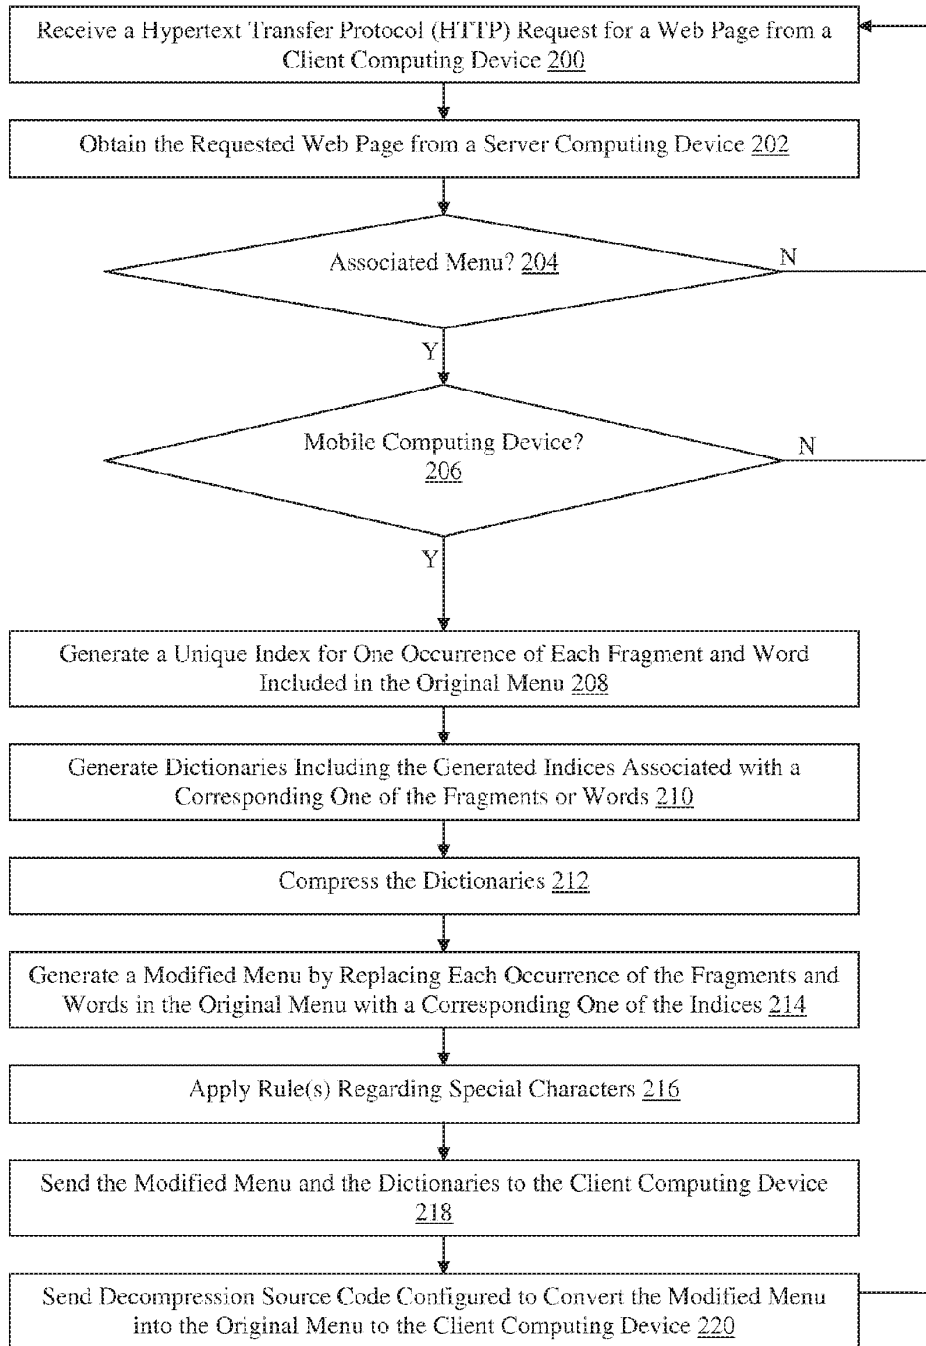 Receive a Hypertext Transfer Protocol (HTTP) Request for a Web Page from a
Client Computing Device 200
Obtain the Requested Web Page from a Server Computing Device 202
Associated Menu? 204
N
Y
Mobile Computing Device?
206
N
Y
Generate a Unique Index for One Occurrence of Each Fragment and Word
Included in the Original Menu 208
Generate Dictionaries Including the Generated Indices Associated with a
Corresponding One of the Fragments or Words 210
Compress the Dictionaries 212
Generate a Modified Menu by Replacing Each Occurrence of the Fragments and
Words in the Original Menu with a Corresponding One of the Indices 214
Apply Rule(s) Regarding Special Characters 216
Send the Modified Menu and the Dictionaries to the Client Computing Device
218
Send Decompression Source Code Configured to Convert the Modified Menu
into the Original Menu to the Client Computing Device 220